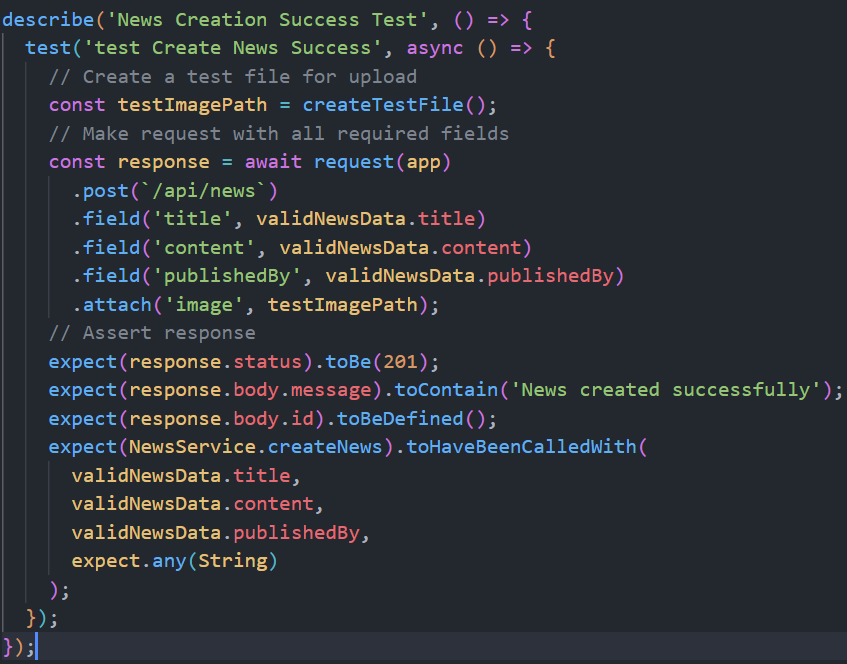 describe('News Creation Success Test', () => {
  test('test Create News Success', async () => {
    // Create a test file for upload
    const testImagePath = createTestFile();
    // Make request with all required fields
    const response = await request(app)
      .post(`/api/news`)
      .field('title', validNewsData.title)
      .field('content', validNewsData.content)
      .field('publishedBy', validNewsData.publishedBy)
      .attach('image', testImagePath);
    // Assert response
    expect(response.status).toBe(201);
    expect(response.body.message).toContain('News created successfully');
    expect(response.body.id).toBeDefined();
    expect(NewsService.createNews).toHaveBeenCalledWith(
      validNewsData.title,
      validNewsData.content,
      validNewsData.publishedBy,
      expect.any(String)
    );
  });
});